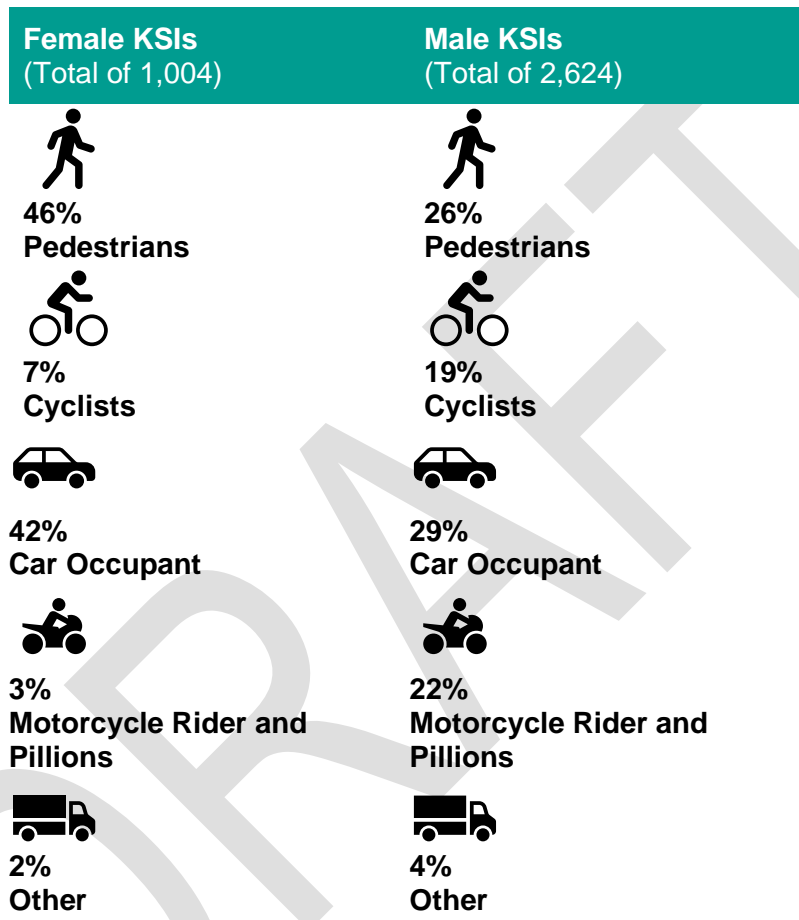 Female KSIs
(Total of 1,004)
Male KSIs
(Total of 2,624)
46%
Pedestrians
26%
Pedestrians
7%
Cyclists
19%
Cyclists
42%
Car Occupant
29%
Car Occupant
3%
Motorcycle Rider and
Pillions
22%
Motorcycle Rider and
Pillions
2%
Other
4%
Other
DRAFT